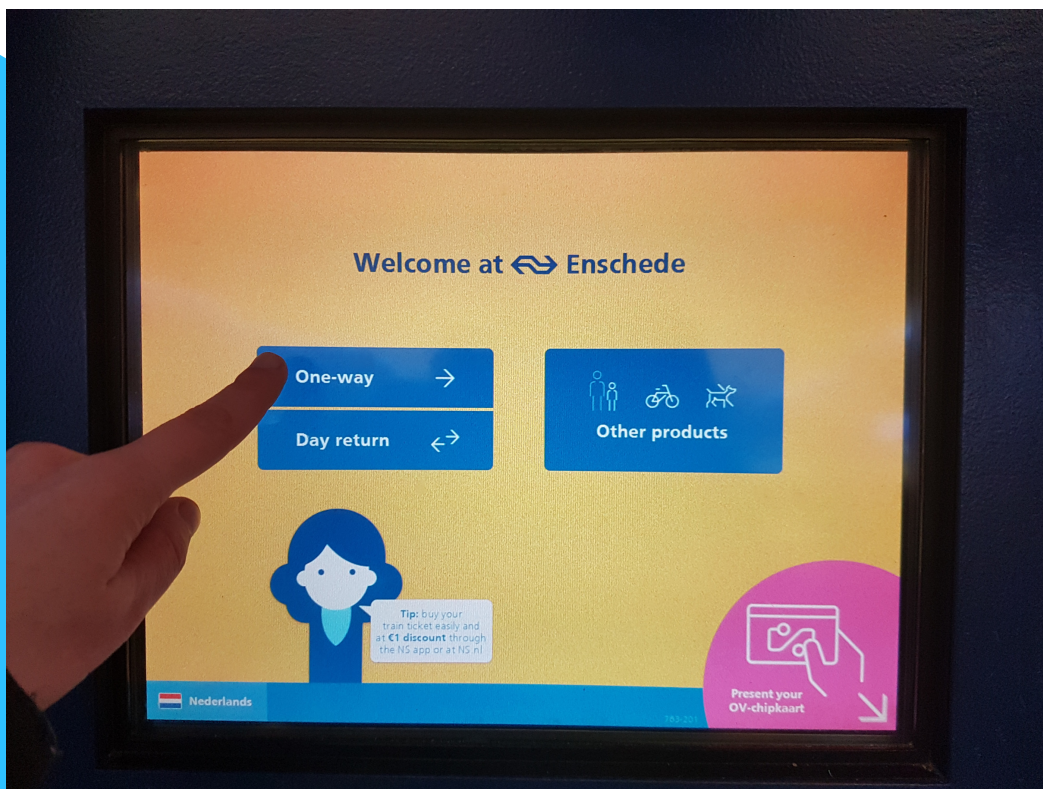 Welcome at Enschede
One-way
Day return
Other products
Tip: buy your
train ticket easily and
at €1 discount through
the NS app or at NS.nl
Present your
OV-chipkaart
Nederlands